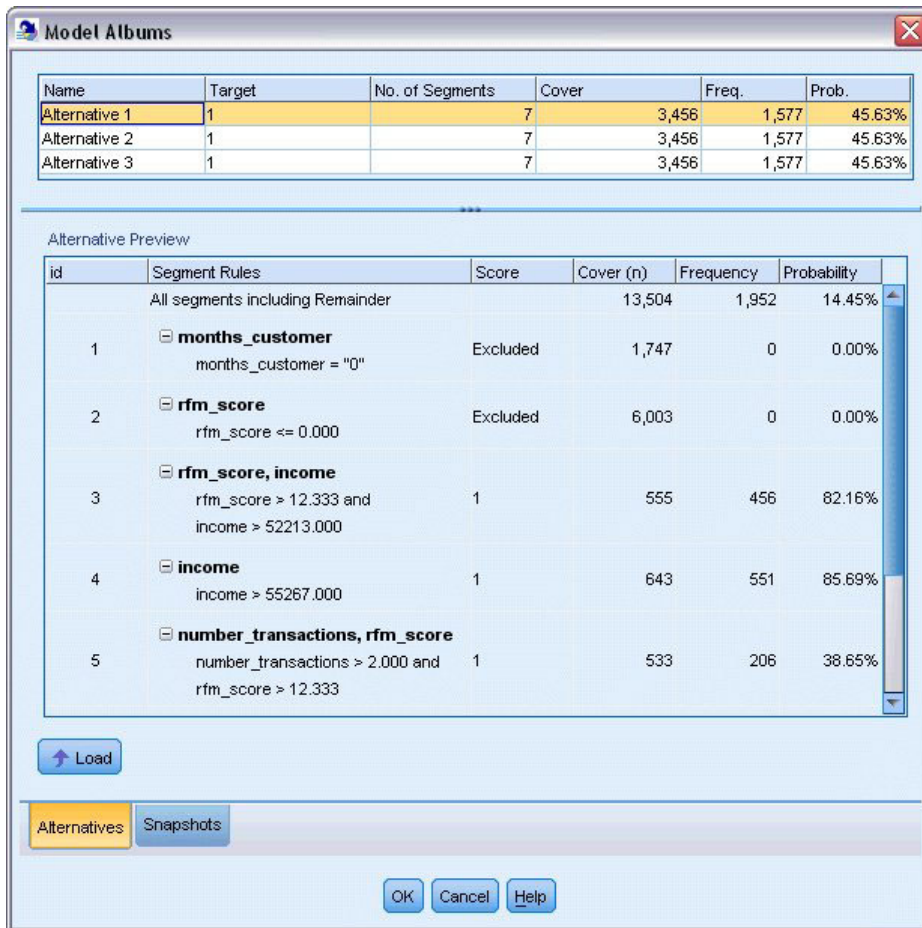 Model Albums
Name Target No. of Segments Cover Freq. Prob.
Alternative 1 1 7 3,456 1,577 45.63%
Alternative 2 1 7 3,456 1,577 45.63%
Alternative 3 1 7 3,456 1,577 45.63%
Alternative Preview
id Segment Rules Score Cover (n) Frequency Probability
All segments including Remainder 13,504 1,952 14.45%
months_customer
1 Excluded 1,747 0 0.00%
months_customer = "0"
rfm_score
2 Excluded 6,003 0 0.00%
rfm_score <= 0.000
rfm_score, income
3 rfm_score > 12.333 and 1 555 456 82.16%
income > 52213.000
income
4 1 643 551 85.69%
income > 55267.000
number_transactions, rfm_score
5 number_transactions > 2.000 and 1 533 206 38.65%
rfm_score > 12.333
Load
Alternatives Snapshots
OK Cancel Help